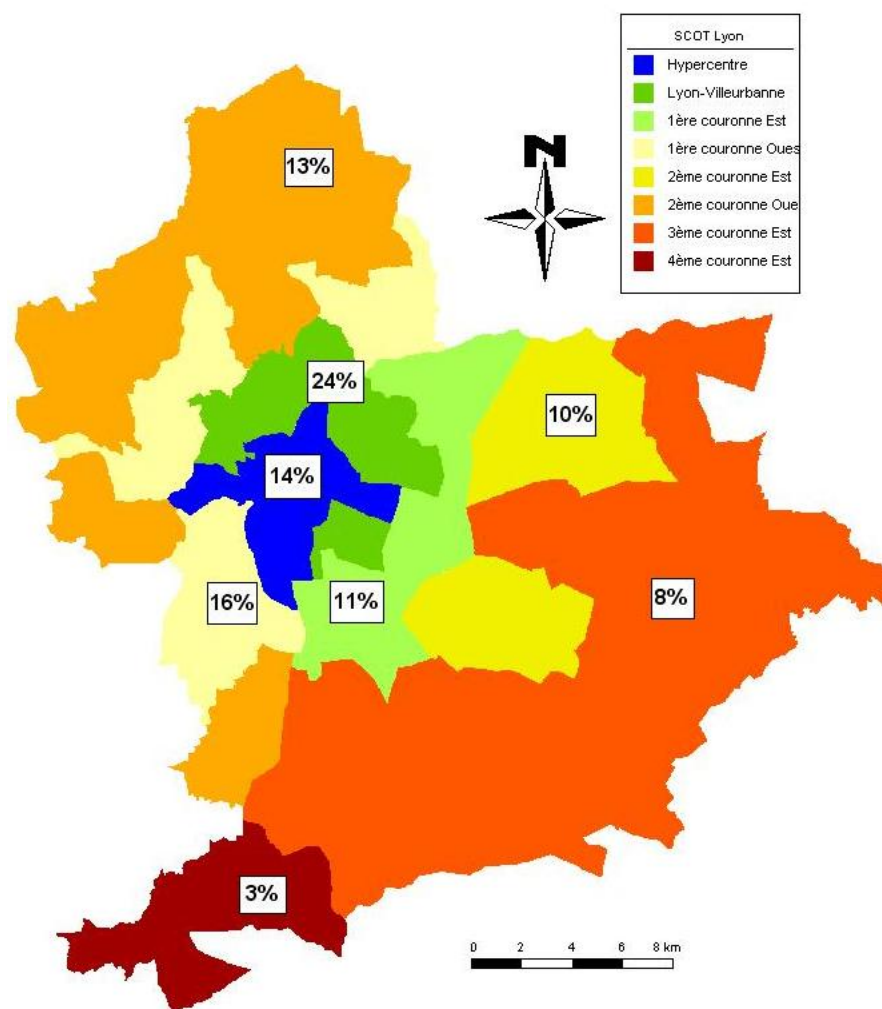 SCOT Lyon
Hypercentre
Lyon-Villeurbanne
1ère couronne Est
1ère couronne Oues
2ème couronne Est
2ème couronne Oue
3ème couronne Est
4ème couronne Est
N
13%
24%
10%
14%
16%
11%
8%
3%
0 2 4 6 8 km